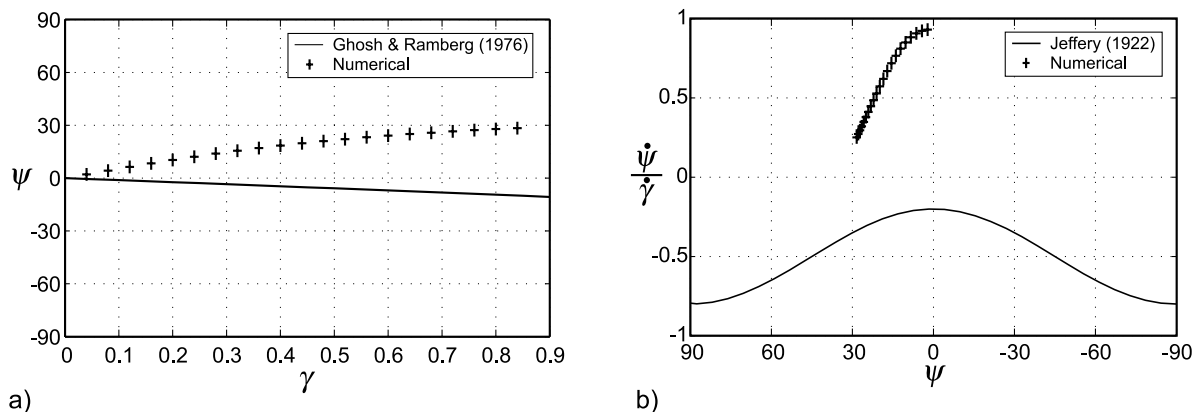 90
60
30
0
-30
-60
-90
ψ
0 0.1 0.2 0.3 0.4 0.5 0.6 0.7 0.8 0.9
γ
Ghosh & Ramberg (1976)
Numerical
a)
1
0.5
0
-0.5
-1
ψ̇
γ̇
90 60 30 0 -30 -60 -90
ψ
Jeffery (1922)
Numerical
b)